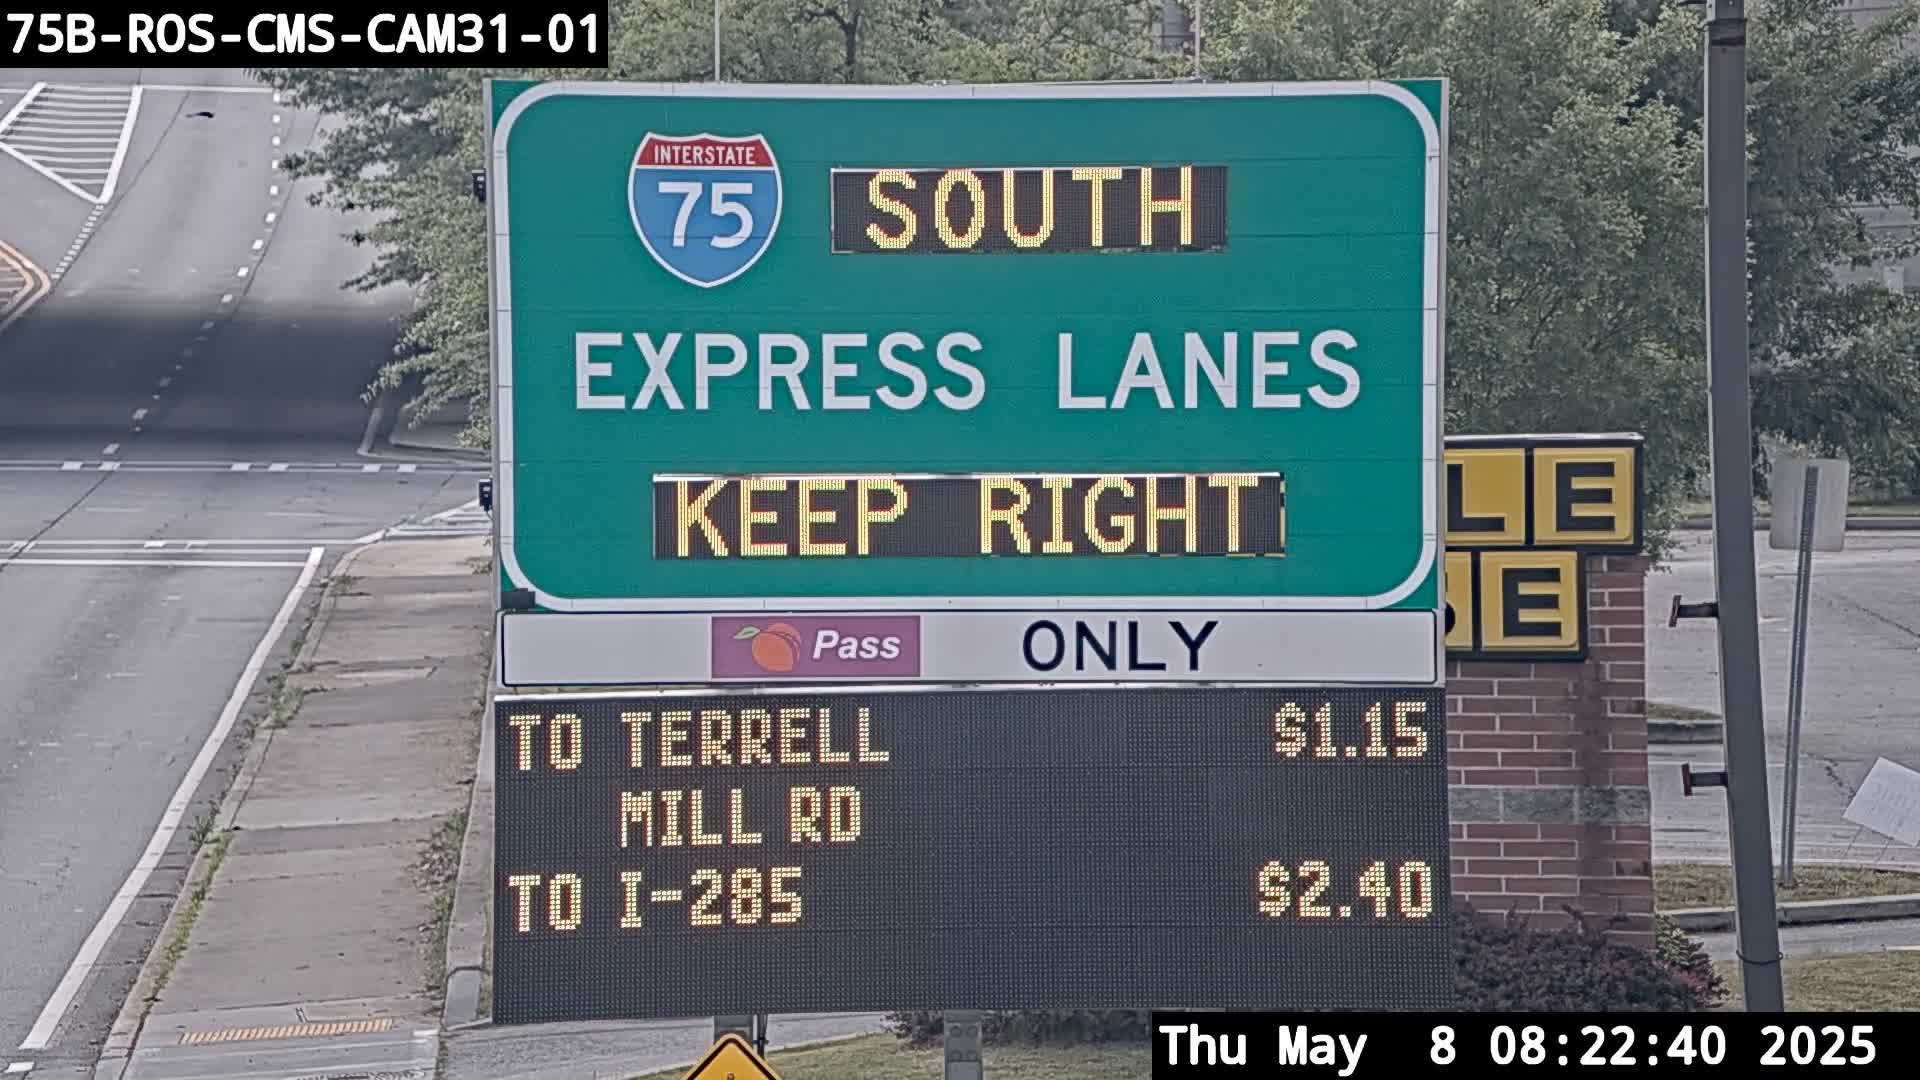 75B-ROS-CMS-CAM31-01
INTERSTATE
75
SOUTH
EXPRESS LANES
KEEP RIGHT
LE
E
Pass
ONLY
TO TERRELL $1.15
MILL RD
TO I-285 $2.40
Thu May 8 08:22:40 2025